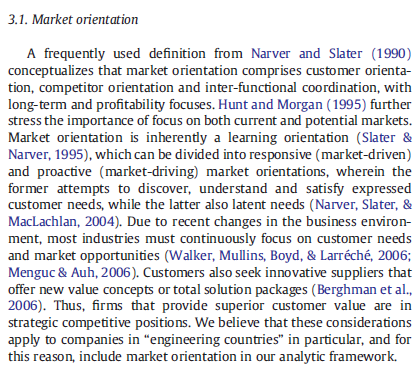 3.1. Market orientation
A frequently used definition from Narver and Slater (1990)
conceptualizes that market orientation comprises customer orienta-
tion, competitor orientation and inter-functional coordination, with
long-term and profitability focuses. Hunt and Morgan (1995) further
stress the importance of focus on both current and potential markets.
Market orientation is inherently a learning orientation (Slater &
Narver, 1995), which can be divided into responsive (market-driven)
and proactive (market-driving) market orientations, wherein the
former attempts to discover, understand and satisfy expressed
customer needs, while the latter also latent needs (Narver, Slater, &
MacLachlan, 2004). Due to recent changes in the business environ-
ment, most industries must continuously focus on customer needs
and market opportunities (Walker, Mullins, Boyd, & Larréché, 2006;
Menguc & Auh, 2006). Customers also seek innovative suppliers that
offer new value concepts or total solution packages (Berghman et al.,
2006). Thus, firms that provide superior customer value are in
strategic competitive positions. We believe that these considerations
apply to companies in “engineering countries” in particular, and for
this reason, include market orientation in our analytic framework.